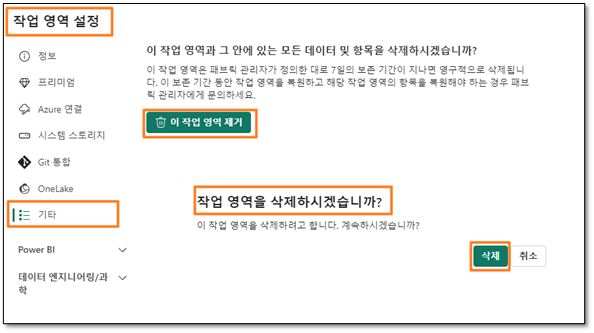 작업 영역 설정
정보
프리미엄
Azure 연결
시스템 스토리지
Git 통합
OneLake
기타
Power BI
데이터 엔지니어링/과
학
이 작업 영역과 그 안에 있는 모든 데이터 및 항목을 삭제하시겠습니까?
이 작업 영역은 패브릭 관리자가 정의한 대로 7일의 보존 기간이 지나면 영구적으로 삭제됩니
다. 이 보존 기간 동안 작업 영역을 복원하고 해당 작업 영역의 항목을 복원해야 하는 경우 패브
릭 관리자에게 문의하세요.
이 작업 영역 제거
작업 영역을 삭제하시겠습니까?
이 작업 영역을 삭제하려고 합니다. 계속하시겠습니까?
삭제 취소